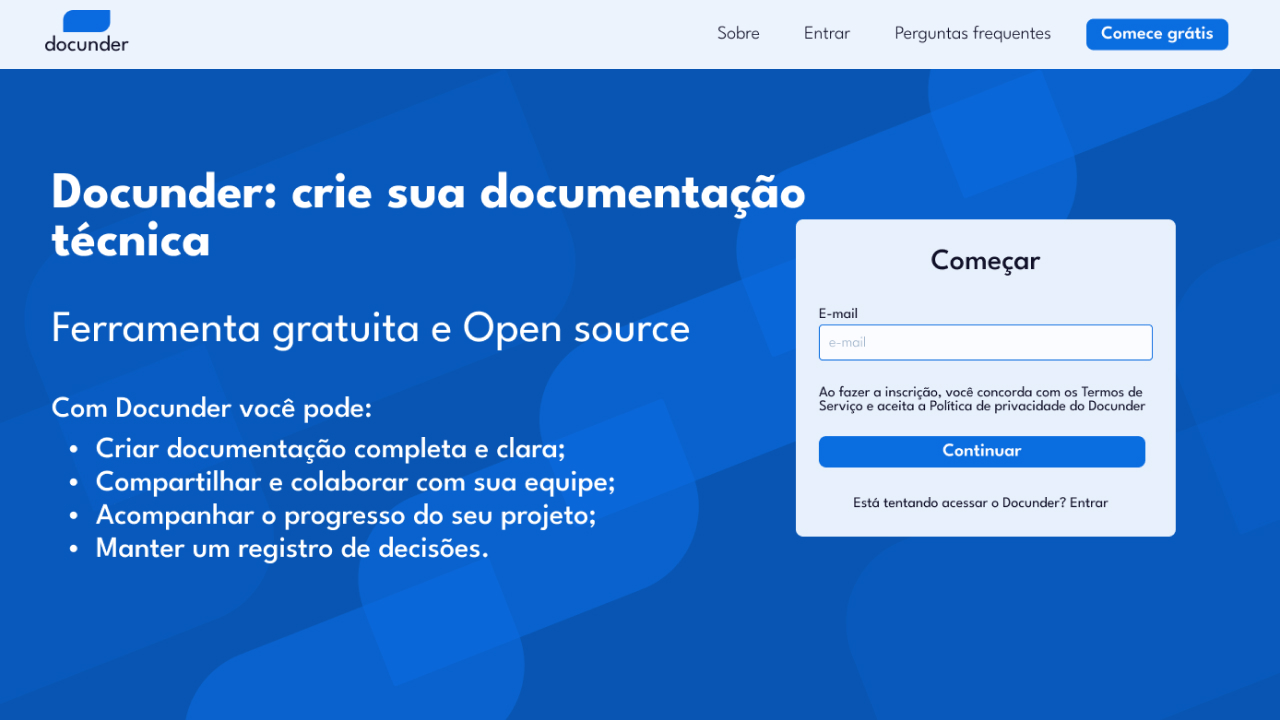 docunder
Sobre
Entrar
Perguntas frequentes
Comece grátis
Docunder: crie sua documentação
técnica
Ferramenta gratuita e Open source
Com Docunder você pode:
• Criar documentação completa e clara;
• Compartilhar e colaborar com sua equipe;
• Acompanhar o progresso do seu projeto;
• Manter um registro de decisões.
Começar
E-mail
e-mail
Ao fazer a inscrição, você concorda com os Termos de
Serviço e aceita a Política de privacidade do Docunder
Continuar
Está tentando acessar o Docunder? Entrar